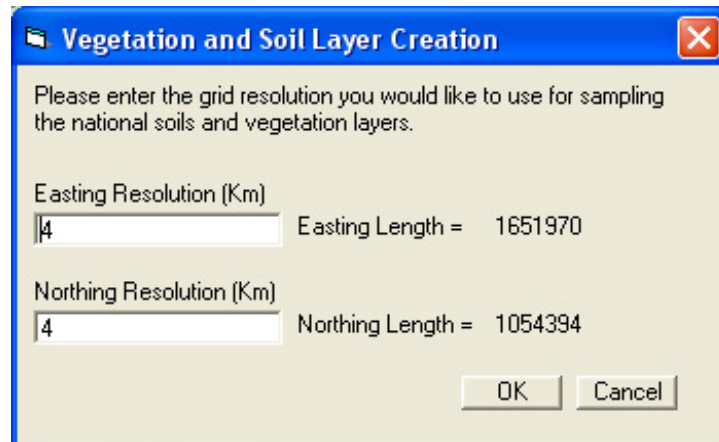 Vegetation and Soil Layer Creation
Please enter the grid resolution you would like to use for sampling
the national soils and vegetation layers.
Easting Resolution (Km)
4 Easting Length = 1651970
Northing Resolution (Km)
4 Northing Length = 1054394
OK Cancel